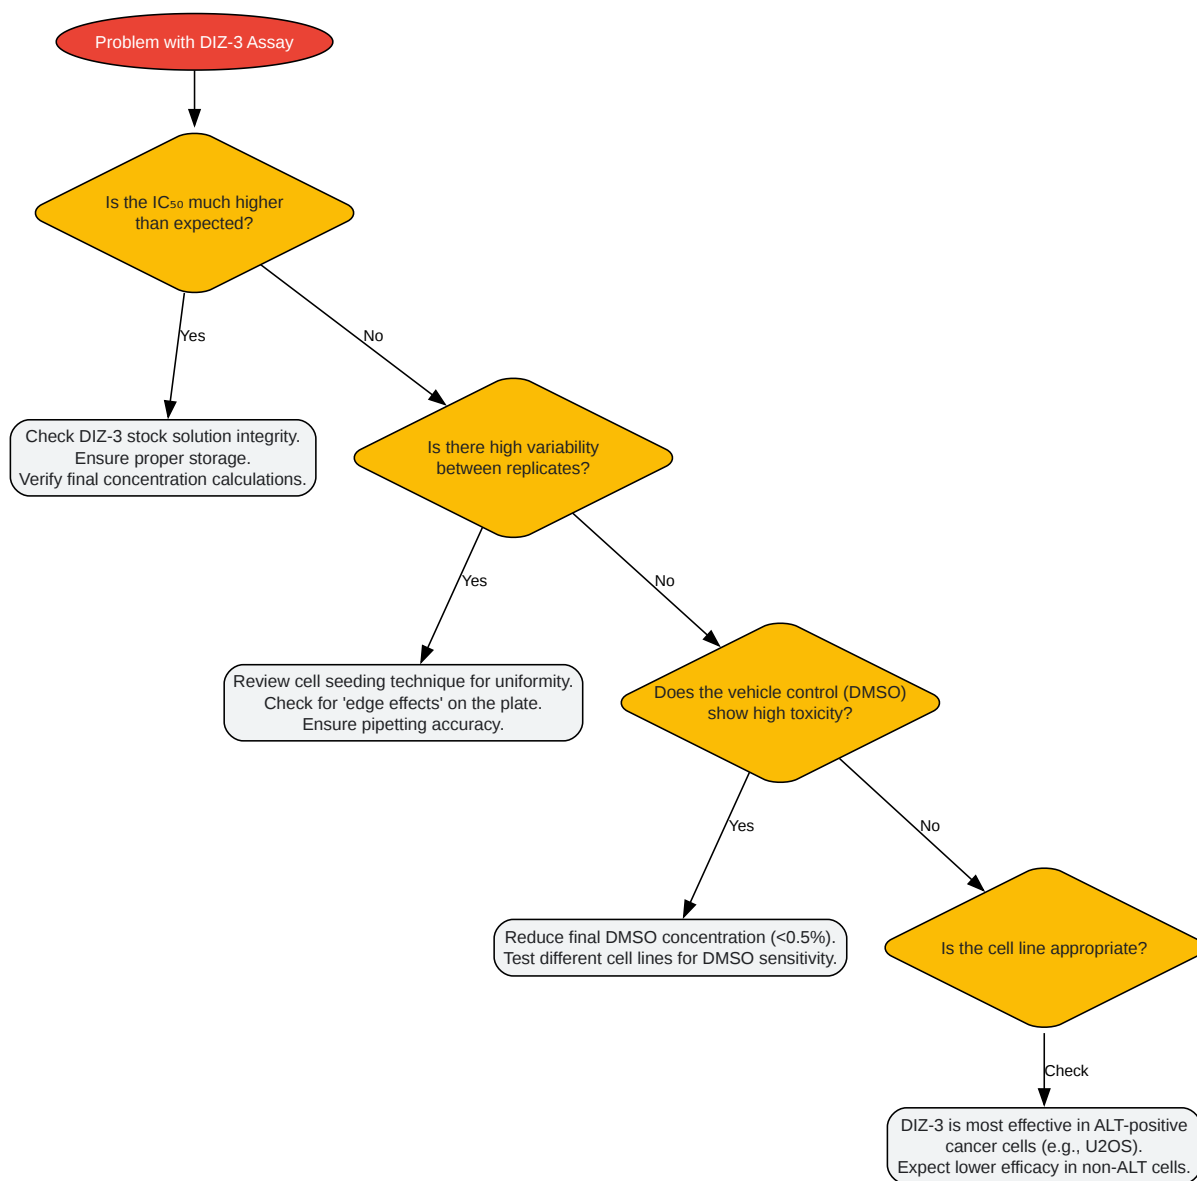 Problem with DIZ-3 Assay
Is the IC₅₀ much higher
than expected?
Yes
No
Check DIZ-3 stock solution integrity.
Ensure proper storage.
Verify final concentration calculations.
Is there high variability
between replicates?
Yes
No
Review cell seeding technique for uniformity.
Check for 'edge effects' on the plate.
Ensure pipetting accuracy.
Does the vehicle control (DMSO)
show high toxicity?
Yes
No
Reduce final DMSO concentration (<0.5%).
Test different cell lines for DMSO sensitivity.
Is the cell line appropriate?
Check
DIZ-3 is most effective in ALT-positive
cancer cells (e.g., U2OS).
Expect lower efficacy in non-ALT cells.